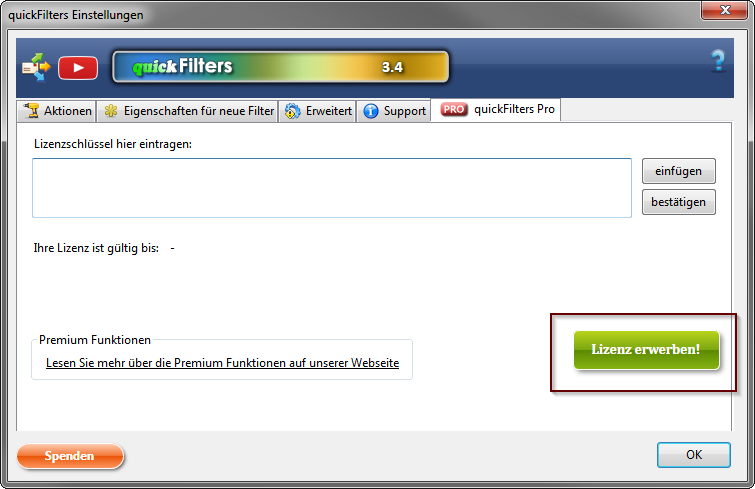 quickFilters Einstellungen
quickFilters 3.4
?
Aktionen Eigenschaften für neue Filter Erweitert Support PRO quickFilters Pro
Lizenzschlüssel hier eintragen:
einfügen
bestätigen
Ihre Lizenz ist gültig bis: -
Premium Funktionen
Lesen Sie mehr über die Premium Funktionen auf unserer Webseite
Lizenz erwerben!
Spenden
OK